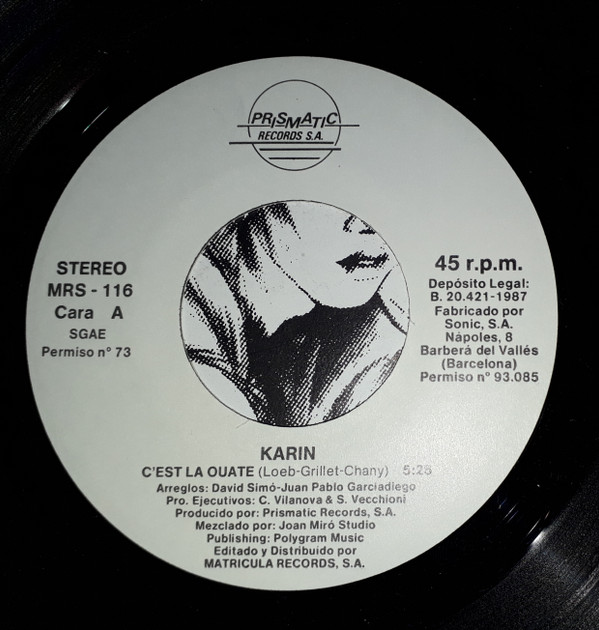 PRISMATIC
RECORDS S.A.
STEREO
MRS - 116
Cara A
SGAE
Permiso nº 73
45 r.p.m.
Depósito Legal:
B. 20.421-1987
Fabricado por
Sonic, S.A.
Nápoles, 8
Barberá del Vallés
(Barcelona)
Permiso nº 93.085
KARIN
C'EST LA OUATE (Loeb-Grillet-Chany) 5:28
Arreglos: David Simó-Juan Pablo Garciadiego
Pro. Ejecutivos: C. Vilanova & S. Vecchioni
Producido por: Prismatic Records, S.A.
Mezclado por: Joan Miró Studio
Publishing: Polygram Music
Editado y Distribuido por
MATRICULA RECORDS, S.A.